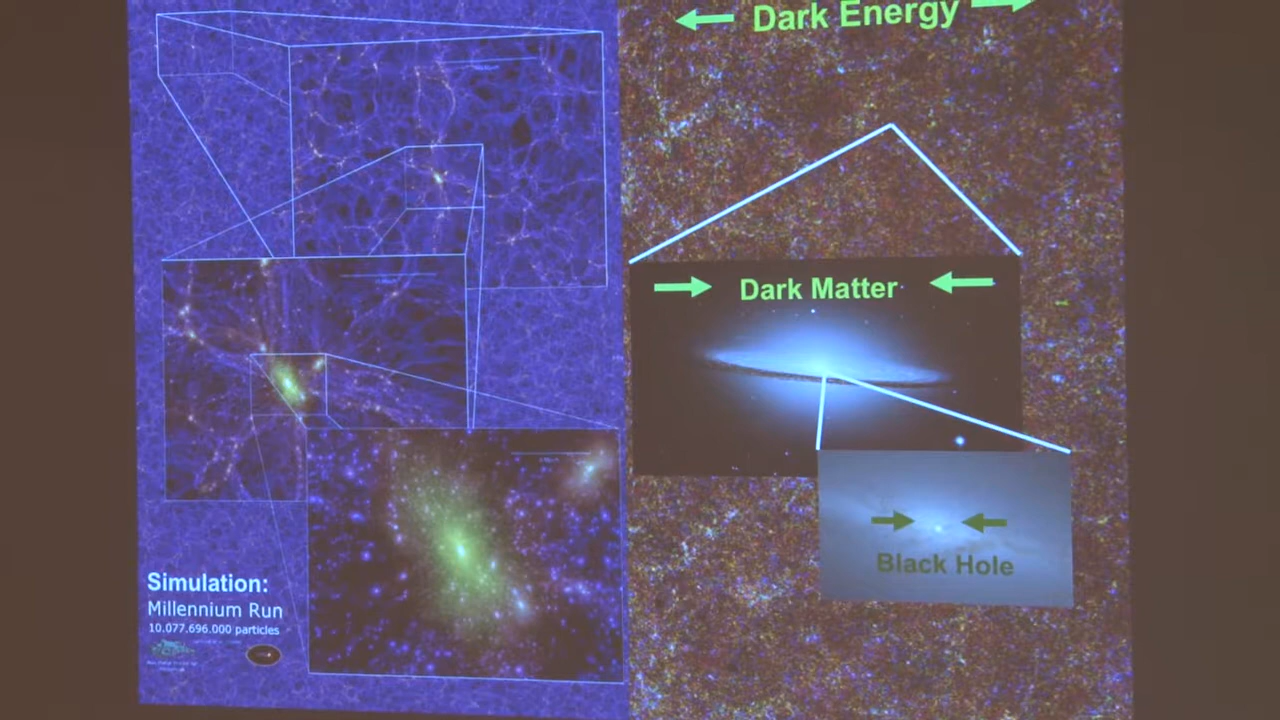 Dark Energy
Dark Matter
Black Hole
Simulation:
Millennium Run
10.077.696.000 particles